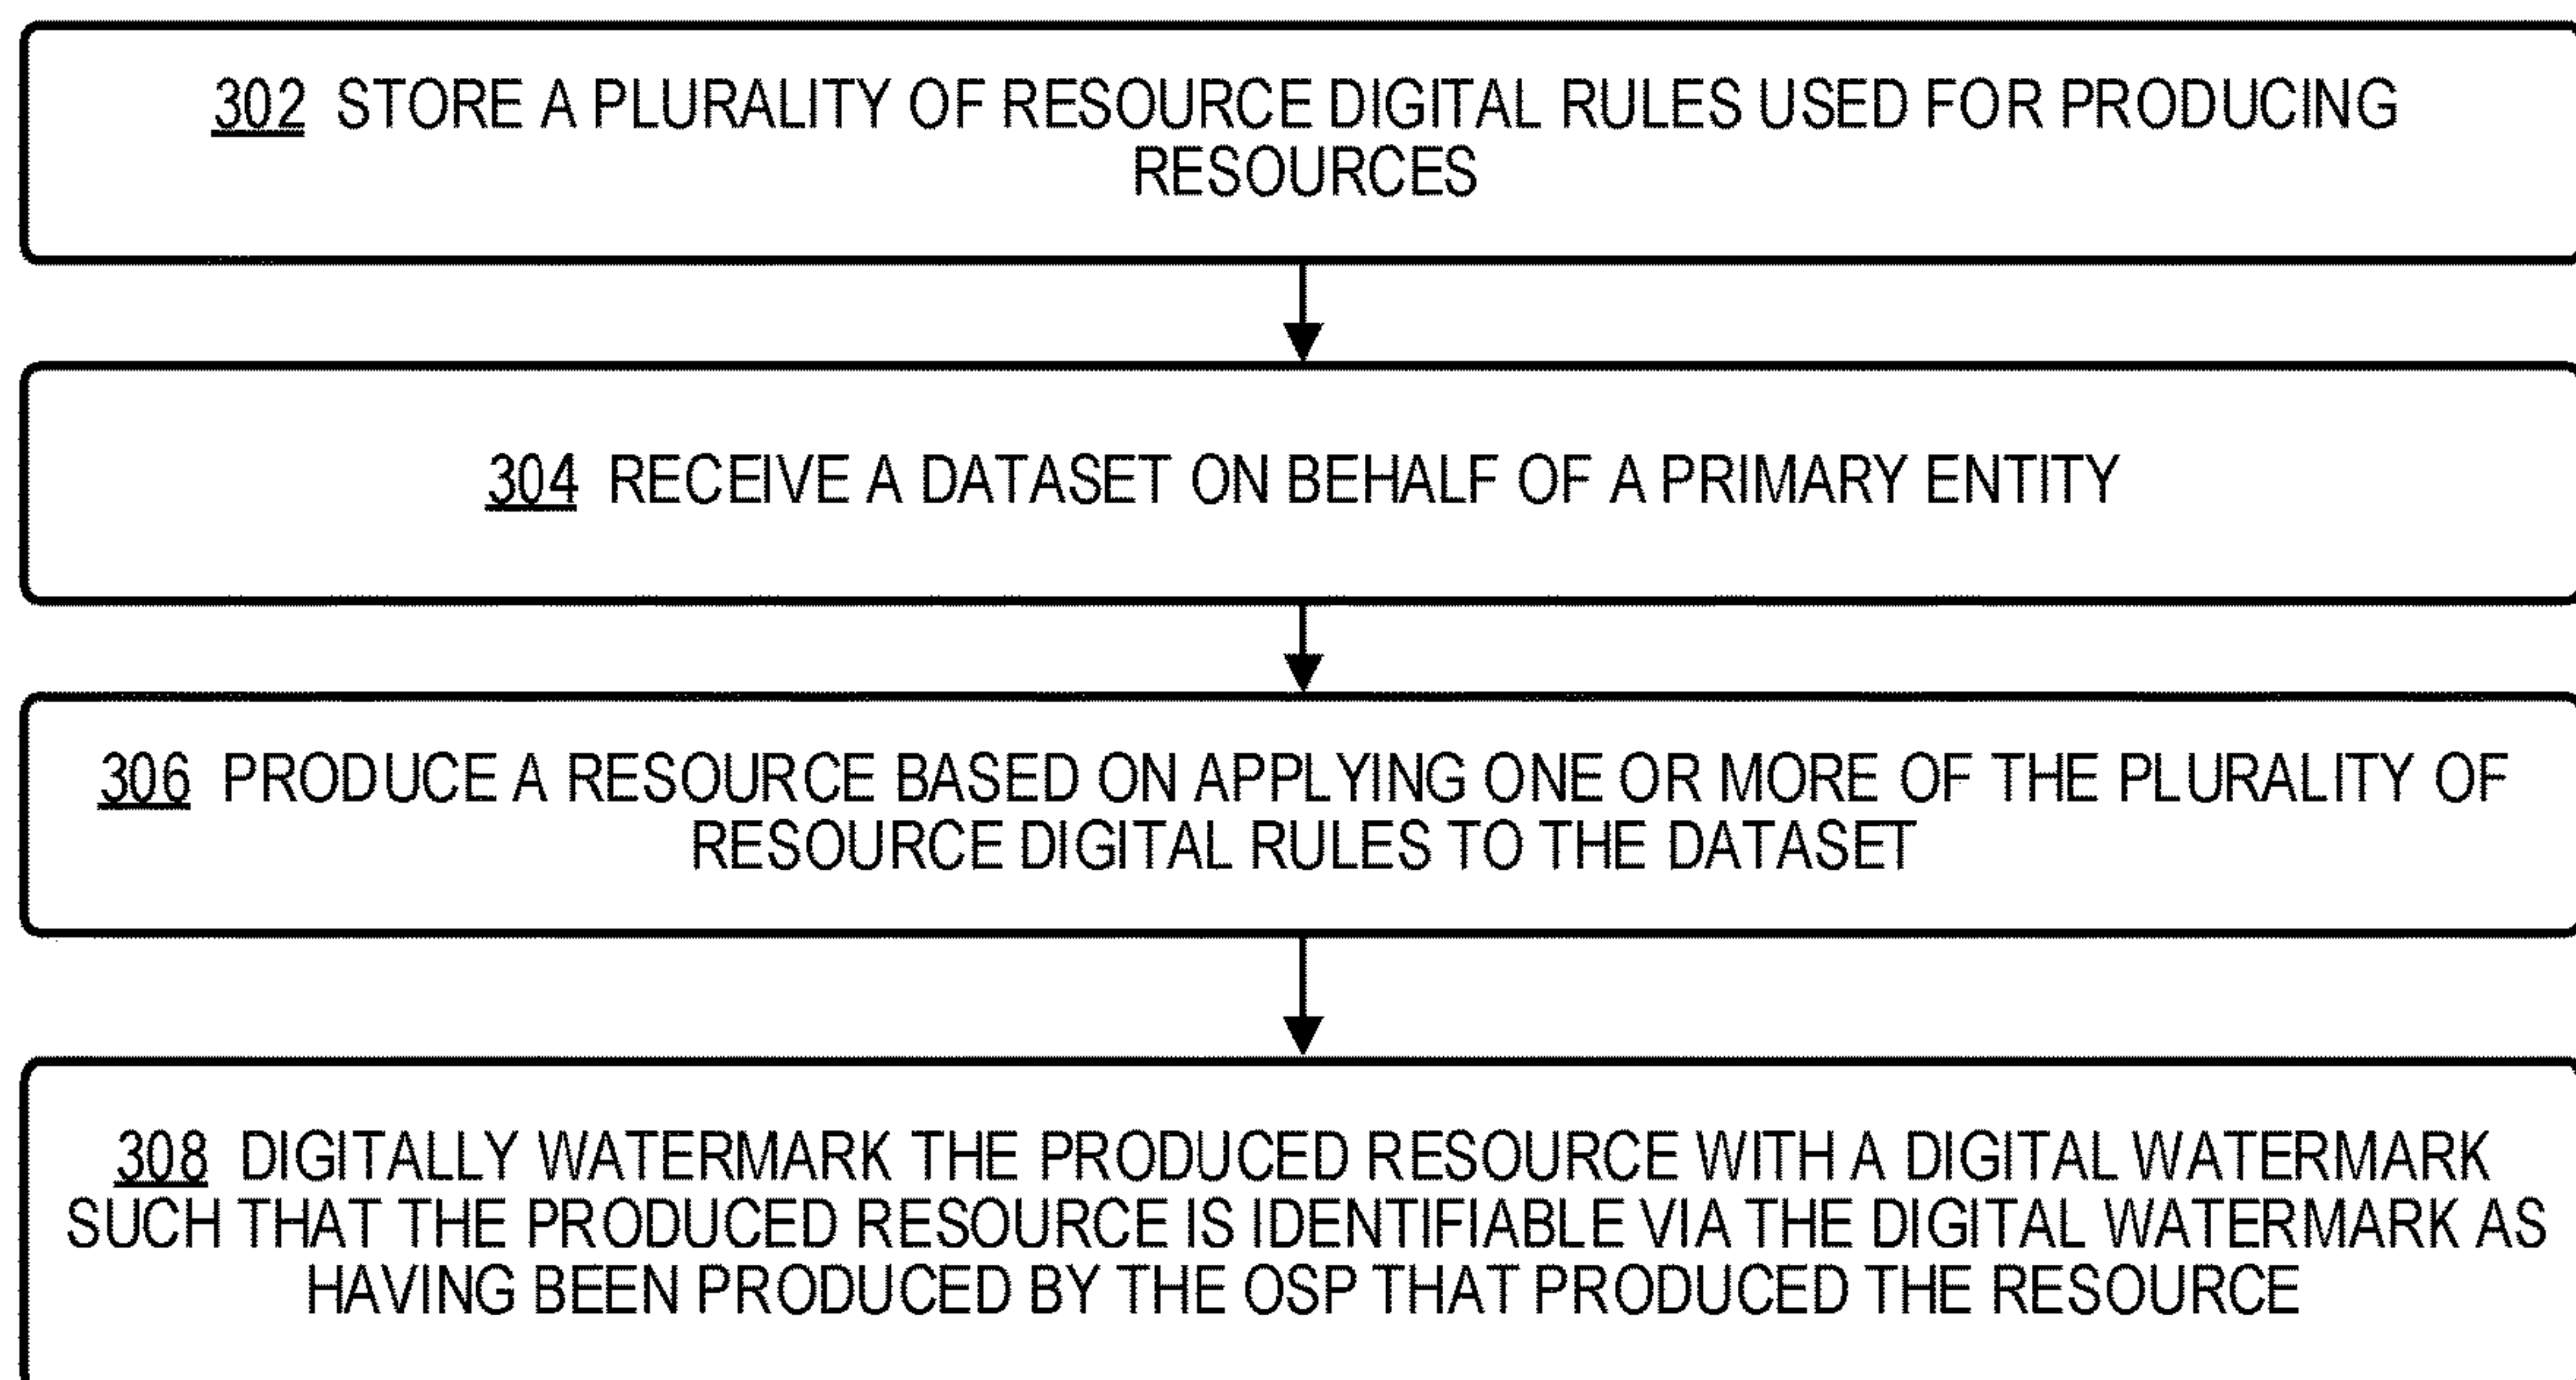 302 STORE A PLURALITY OF RESOURCE DIGITAL RULES USED FOR PRODUCING
RESOURCES
304 RECEIVE A DATASET ON BEHALF OF A PRIMARY ENTITY
306 PRODUCE A RESOURCE BASED ON APPLYING ONE OR MORE OF THE PLURALITY OF
RESOURCE DIGITAL RULES TO THE DATASET
308 DIGITALLY WATERMARK THE PRODUCED RESOURCE WITH A DIGITAL WATERMARK
SUCH THAT THE PRODUCED RESOURCE IS IDENTIFIABLE VIA THE DIGITAL WATERMARK AS
HAVING BEEN PRODUCED BY THE OSP THAT PRODUCED THE RESOURCE